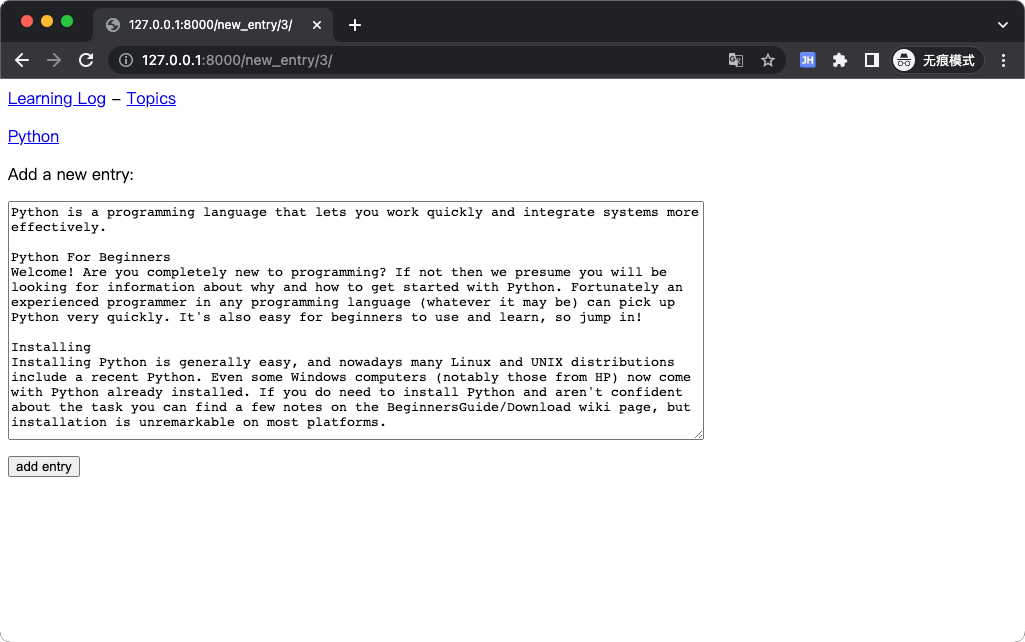 127.0.0.1:8000/new_entry/3/
127.0.0.1:8000/new_entry/3/
JH
无痕模式
Learning Log – Topics
Python
Add a new entry:
Python is a programming language that lets you work quickly and integrate systems more
effectively.
Python For Beginners
Welcome! Are you completely new to programming? If not then we presume you will be
looking for information about why and how to get started with Python. Fortunately an
experienced programmer in any programming language (whatever it may be) can pick up
Python very quickly. It's also easy for beginners to use and learn, so jump in!
Installing
Installing Python is generally easy, and nowadays many Linux and UNIX distributions
include a recent Python. Even some Windows computers (notably those from HP) now come
with Python already installed. If you do need to install Python and aren't confident
about the task you can find a few notes on the BeginnersGuide/Download wiki page, but
installation is unremarkable on most platforms.
add entry